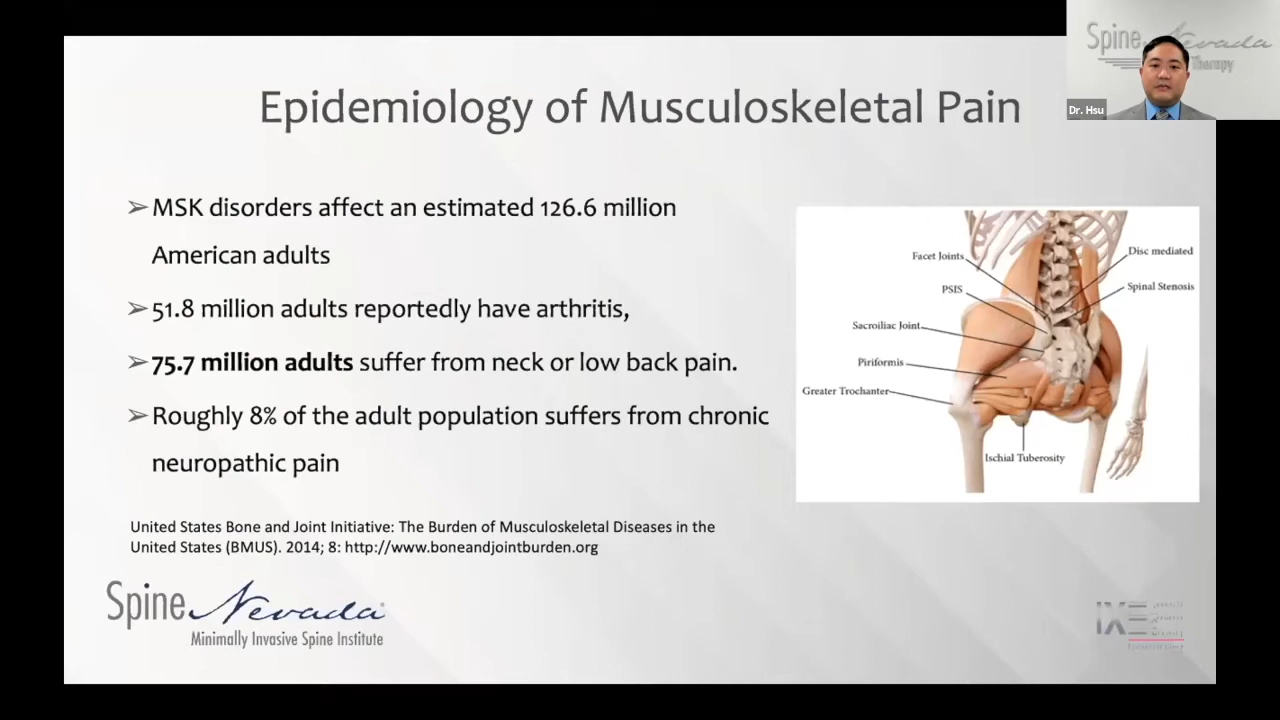 Spine Nevada
Therapy
Dr. Hsu
Epidemiology of Musculoskeletal Pain
➢MSK disorders affect an estimated 126.6 million
American adults
➢51.8 million adults reportedly have arthritis,
➢75.7 million adults suffer from neck or low back pain.
➢Roughly 8% of the adult population suffers from chronic
neuropathic pain
Facet Joints
Disc mediated
PSIS
Spinal Stenosis
Sacroiliac Joint
Piriformis
Greater Trochanter
Ischial Tuberosity
United States Bone and Joint Initiative: The Burden of Musculoskeletal Diseases in the
United States (BMUS). 2014; 8: http://www.boneandjointburden.org
Spine Nevada
Minimally Invasive Spine Institute